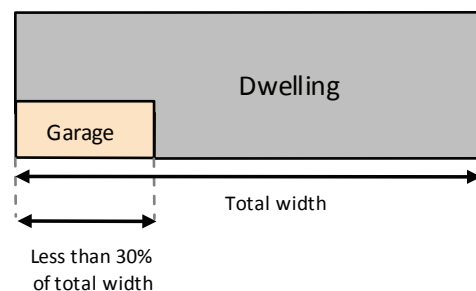 Dwelling
Garage
Total width
Less than 30%
of total width